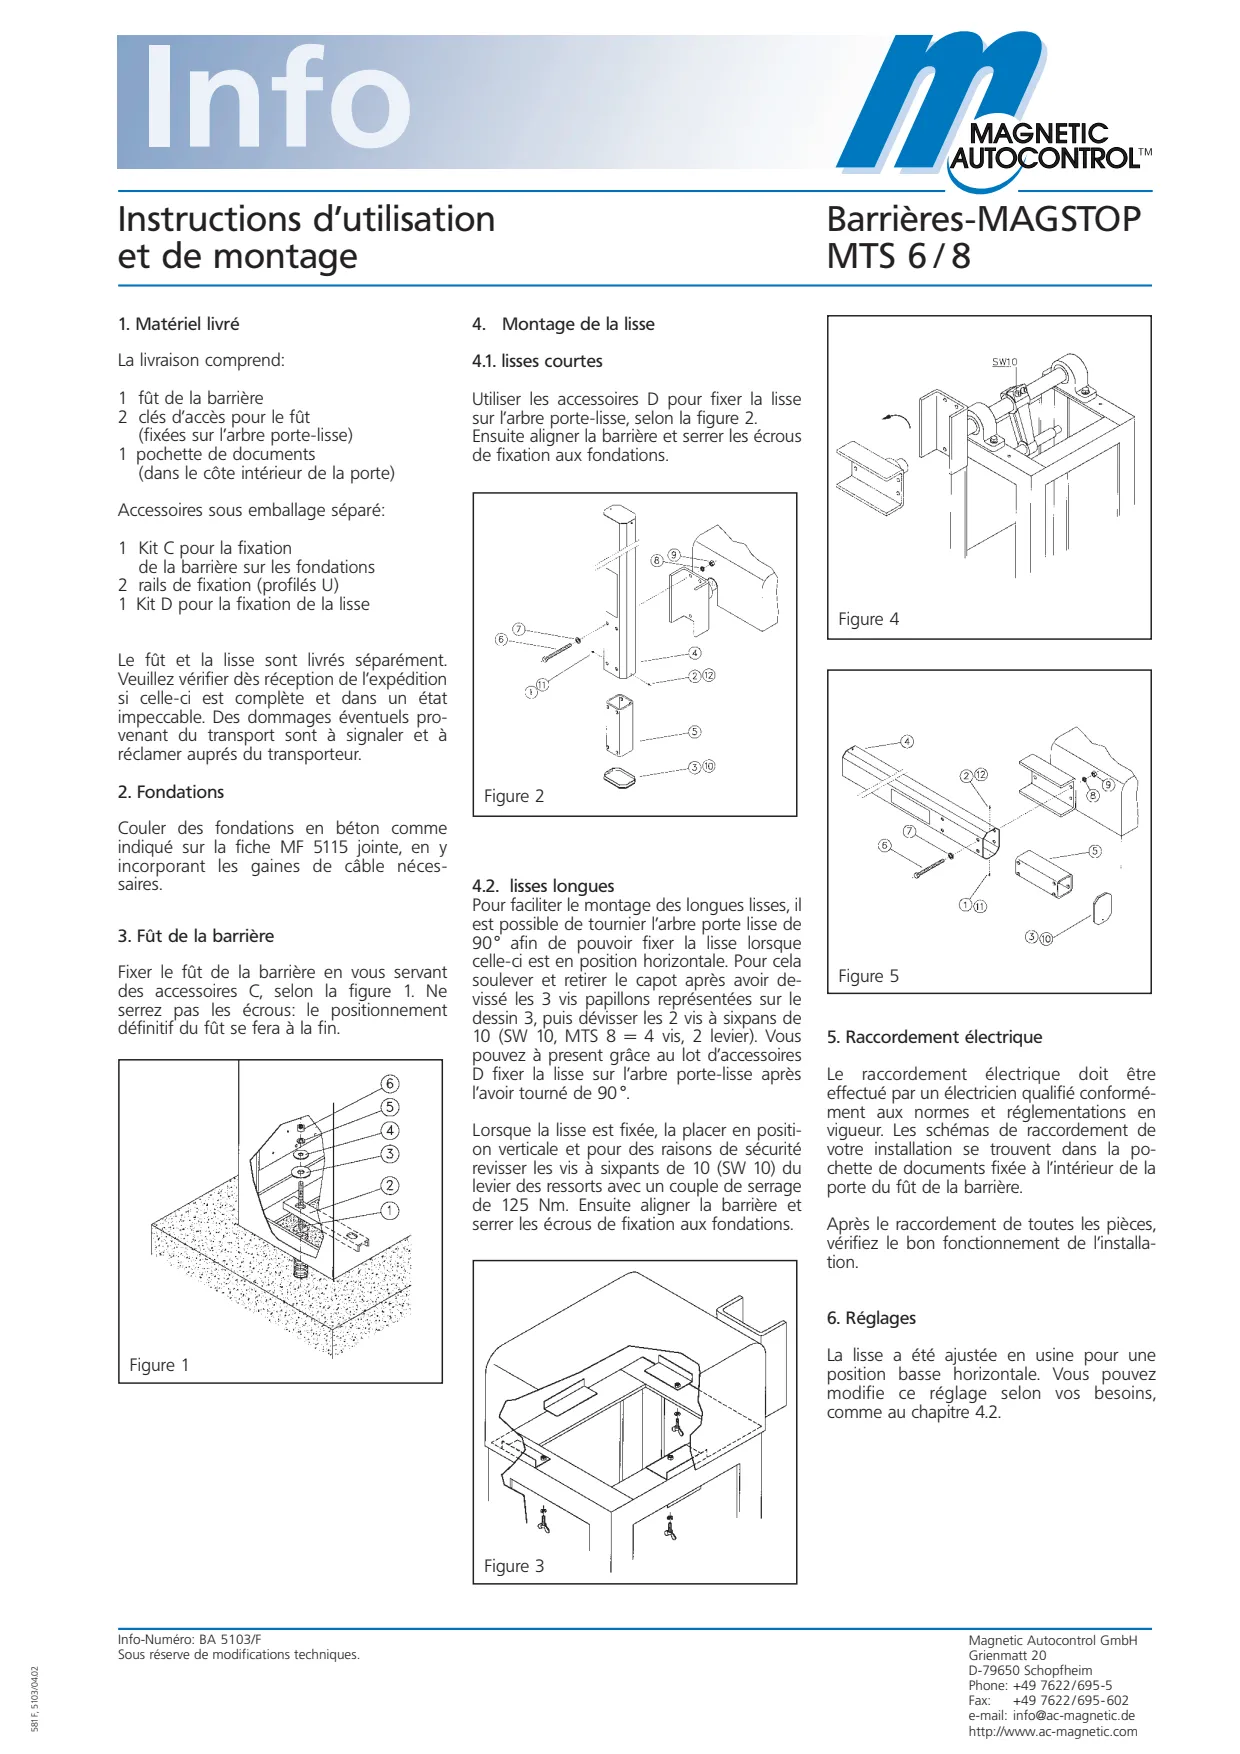 Info
MAGNETIC
AUTOCONTROL™
Instructions d’utilisation
et de montage
Barrières-MAGSTOP
MTS 6 / 8
1. Matériel livré
La livraison comprend:
1 fût de la barrière
2 clés d’accès pour le fût
(fixées sur l’arbre porte-lisse)
1 pochette de documents
(dans le côte intérieur de la porte)
Accessoires sous emballage séparé:
1 Kit C pour la fixation
de la barrière sur les fondations
2 rails de fixation (profilés U)
1 Kit D pour la fixation de la lisse
Le fût et la lisse sont livrés séparément.
Veuillez vérifier dès réception de l’expédition
si celle-ci est complète et dans un état
impeccable. Des dommages éventuels pro-
venant du transport sont à signaler et à
réclamer auprés du transporteur.
2. Fondations
Couler des fondations en béton comme
indiqué sur la fiche MF 5115 jointe, en y
incorporant les gaines de câble néces-
saires.
3. Fût de la barrière
Fixer le fût de la barrière en vous servant
des accessoires C, selon la figure 1. Ne
serrez pas les écrous: le positionnement
définitif du fût se fera à la fin.
6
5
4
3
2
1
Figure 1
4. Montage de la lisse
4.1. lisses courtes
Utiliser les accessoires D pour fixer la lisse
sur l’arbre porte-lisse, selon la figure 2.
Ensuite aligner la barrière et serrer les écrous
de fixation aux fondations.
9
8
7
6
4
2 12
1 11
5
3 10
Figure 2
4.2. lisses longues
Pour faciliter le montage des longues lisses, il
est possible de tournier l’arbre porte lisse de
90° afin de pouvoir fixer la lisse lorsque
celle-ci est en position horizontale. Pour cela
soulever et retirer le capot après avoir de-
vissé les 3 vis papillons représentées sur le
dessin 3, puis dévisser les 2 vis à sixpans de
10 (SW 10, MTS 8 = 4 vis, 2 levier). Vous
pouvez à present grâce au lot d’accessoires
D fixer la lisse sur l’arbre porte-lisse après
l’avoir tourné de 90°.
Lorsque la lisse est fixée, la placer en positi-
on verticale et pour des raisons de sécurité
revisser les vis à sixpants de 10 (SW 10) du
levier des ressorts avec un couple de serrage
de 125 Nm. Ensuite aligner la barrière et
serrer les écrous de fixation aux fondations.
Figure 3
SW10
Figure 4
4
2 12
9
8
7
6
5
1 11
3 10
Figure 5
5. Raccordement électrique
Le raccordement électrique doit être
effectué par un électricien qualifié conformé-
ment aux normes et réglementations en
vigueur. Les schémas de raccordement de
votre installation se trouvent dans la po-
chette de documents fixée à l’intérieur de la
porte du fût de la barrière.
Après le raccordement de toutes les pièces,
vérifiez le bon fonctionnement de l’installa-
tion.
6. Réglages
La lisse a été ajustée en usine pour une
position basse horizontale. Vous pouvez
modifie ce réglage selon vos besoins,
comme au chapitre 4.2.
Info-Numéro: BA 5103/F
Sous réserve de modifications techniques.
Magnetic Autocontrol GmbH
Grienmatt 20
D-79650 Schopfheim
Phone: +49 7622/695-5
Fax: +49 7622/695-602
e-mail: info@ac-magnetic.de
http://www.ac-magnetic.com
581 F, 5103/04.02